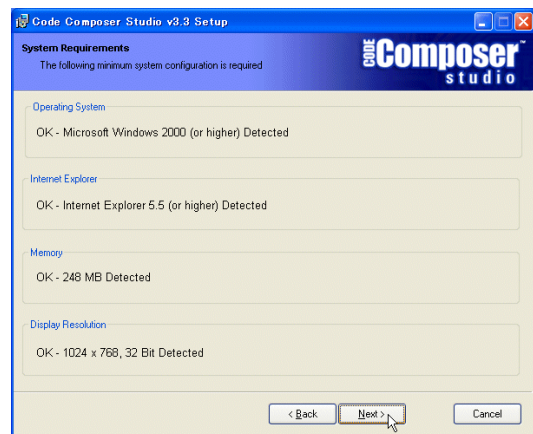 Code Composer Studio v3.3 Setup
System Requirements
The following minimum system configuration is required
CODE Composer™
studio
Operating System
OK - Microsoft Windows 2000 (or higher) Detected
Internet Explorer
OK - Internet Explorer 5.5 (or higher) Detected
Memory
OK - 248 MB Detected
Display Resolution
OK - 1024 x 768, 32 Bit Detected
< Back Next > Cancel